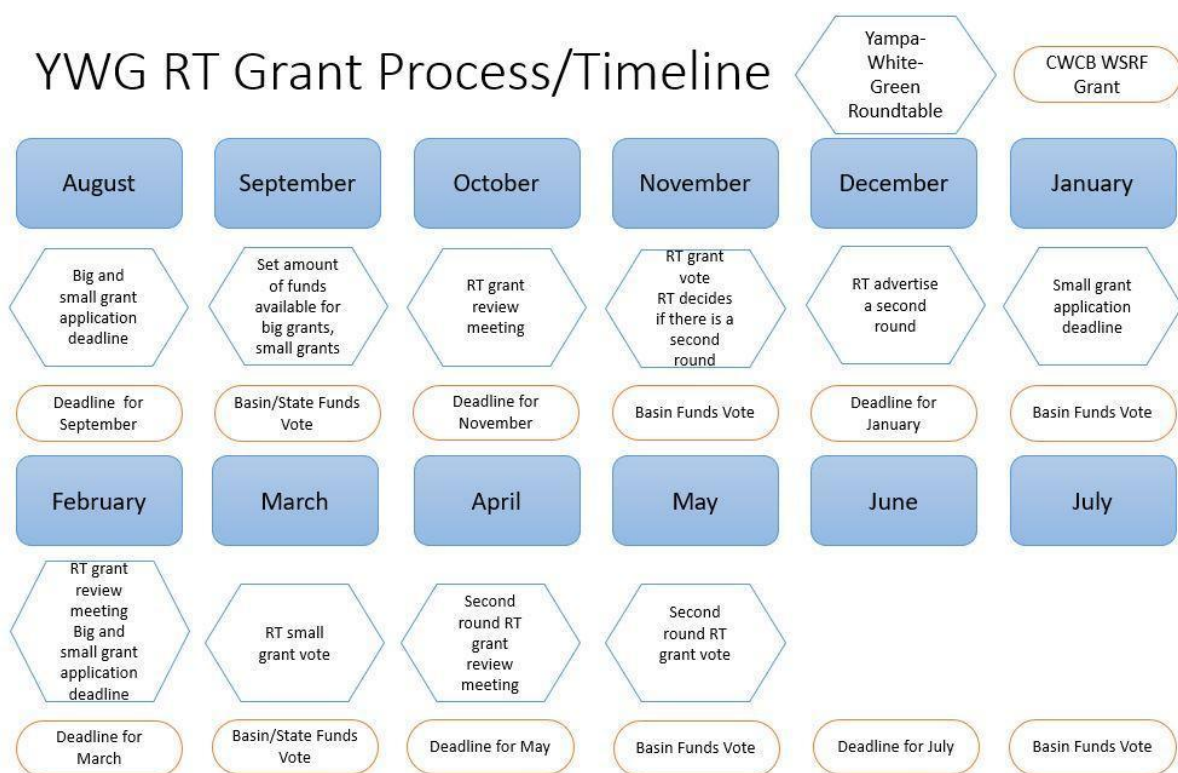 YWG RT Grant Process/Timeline
Yampa-
White-
Green
Roundtable
CWCB WSRF
Grant
August
September
October
November
December
January
Big and
small grant
application
deadline
Set amount
of funds
available for
big grants,
small grants
RT grant
review
meeting
RT grant
vote
RT decides
if there is a
second
round
RT advertise
a second
round
Small grant
application
deadline
Deadline for
September
Basin/State Funds
Vote
Deadline for
November
Basin Funds Vote
Deadline for
January
Basin Funds Vote
February
March
April
May
June
July
RT grant
review
meeting
Big and
small grant
application
deadline
RT small
grant vote
Second
round RT
grant
review
meeting
Second
round RT
grant vote
Deadline for
March
Basin/State Funds
Vote
Deadline for May
Basin Funds Vote
Deadline for July
Basin Funds Vote